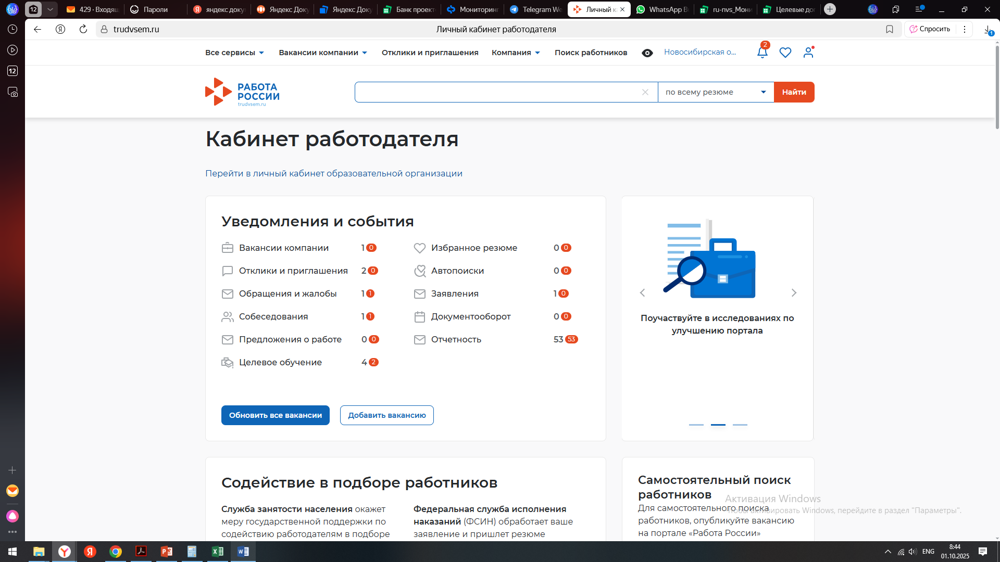 12
429 · Входящ
Пароли
яндекс доку
Яндекс Доку
Яндекс Доку
Банк проект
Мониторинг
Telegram We
Личный к
WhatsApp B
ru-nvs_Мони
Целевые дог
trudvsem.ru
Личный кабинет работодателя
Спросить
1
12
Все сервисы
Вакансии компании
Отклики и приглашения
Компания
Поиск работников
Новосибирская о...
2
РАБОТА
РОССИИ
trudvsem.ru
по всему резюме
Найти
Кабинет работодателя
Перейти в личный кабинет образовательной организации
Уведомления и события
Вакансии компании 1 0
Избранное резюме 0 0
Отклики и приглашения 2 0
Автопоиски 0 0
Обращения и жалобы 1 1
Заявления 1 0
Собеседования 1 1
Документооборот 0 0
Предложения о работе 0 0
Отчетность 53 53
Целевое обучение 4 2
Обновить все вакансии
Добавить вакансию
Поучаствуйте в исследованиях по
улучшению портала
Содействие в подборе работников
Служба занятости населения окажет
меру государственной поддержки по
содействию работодателям в подборе
Федеральная служба исполнения
наказаний (ФСИН) обработает ваше
заявление и пришлет резюме
Самостоятельный поиск
работников
Для самостоятельного поиска
работников, опубликуйте вакансию
на портале «Работа России»
Активация Windows
Чтобы активировать Windows, перейдите в раздел "Параметры".
ENG
8:44
01.10.2025